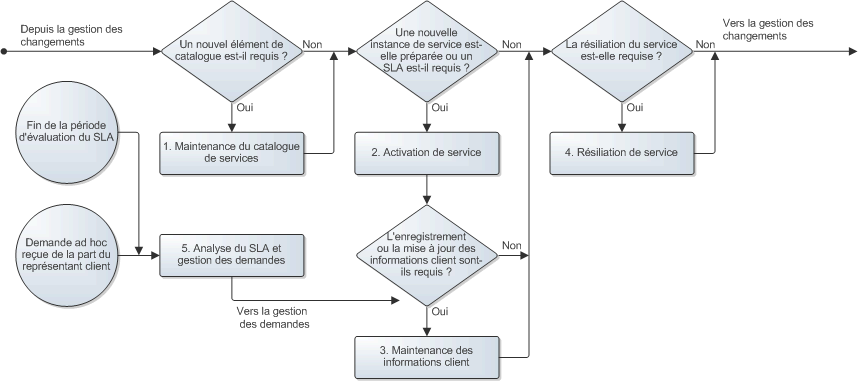 Depuis la gestion des
changements
Un nouvel élément de
catalogue est-il requis ?
Non
Oui
1. Maintenance du catalogue
de services
Une nouvelle
instance de service est-
elle préparée ou un
SLA est-il requis ?
Non
Oui
2. Activation de service
La résiliation du service
est-elle requise ?
Non
Oui
4. Résiliation de service
Vers la gestion des
changements
Fin de la période
d'évaluation du SLA
Demande ad hoc
reçue de la part du
représentant client
5. Analyse du SLA et
gestion des demandes
Vers la gestion
des demandes
L'enregistrement
ou la mise à jour des
informations client sont-
ils requis ?
Non
Oui
3. Maintenance des
informations client